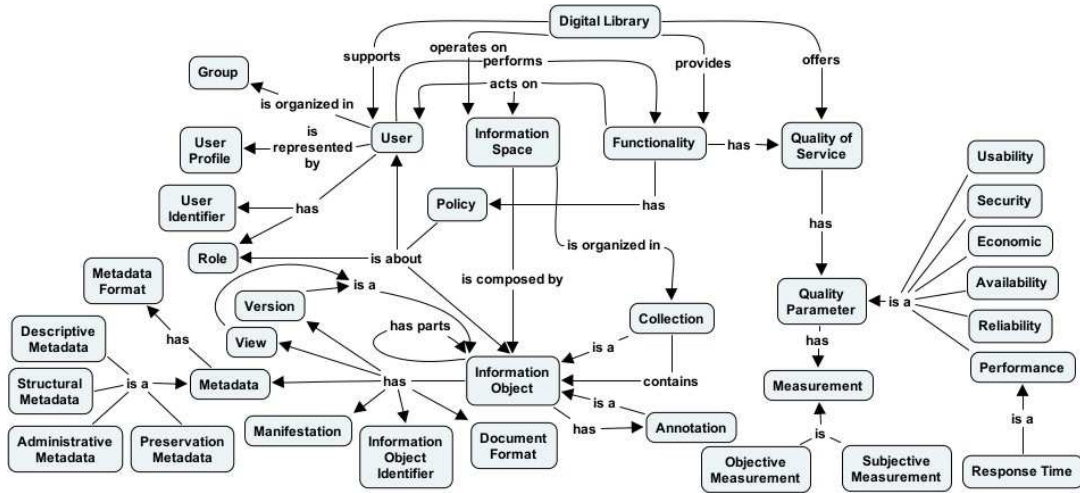 Digital Library
supports
operates on
performs
provides
offers
acts on
Group
is organized in
is
represented
by
User
Profile
User
Information
Space
Functionality
has
Quality of
Service
Usability
User
Identifier
has
Policy
has
Security
Role
is about
is organized in
has
Economic
Metadata
Format
is a
is composed by
Availability
Version
View
has parts
Collection
Quality
Parameter
is a
Reliability
Descriptive
Metadata
has
is a
has
Performance
Structural
Metadata
is a
Metadata
has
Information
Object
contains
Measurement
is a
Administrative
Metadata
Preservation
Metadata
Manifestation
Information
Object
Identifier
Document
Format
has
is a
Annotation
is
Objective
Measurement
Subjective
Measurement
is a
Response Time